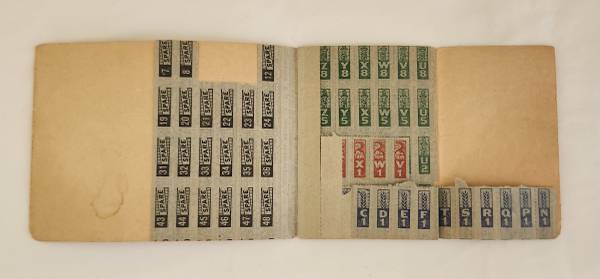 SPARE 7 SPARE 8 SPARE 12
SPARE 19 SPARE 20 SPARE 21 SPARE 22 SPARE 23 SPARE 24
SPARE 31 SPARE 32 SPARE 33 SPARE 34 SPARE 35 SPARE 36
SPARE 43 SPARE 44 SPARE 45 SPARE 46 SPARE 47 SPARE 48
Z8 Y8 X8 W8 V8 U8
Z5 Y5 X5 W5 V5 U5
X1 W1 V1 U2
C1 D1 E1 F1 T S1 R1 Q1 P1 N1